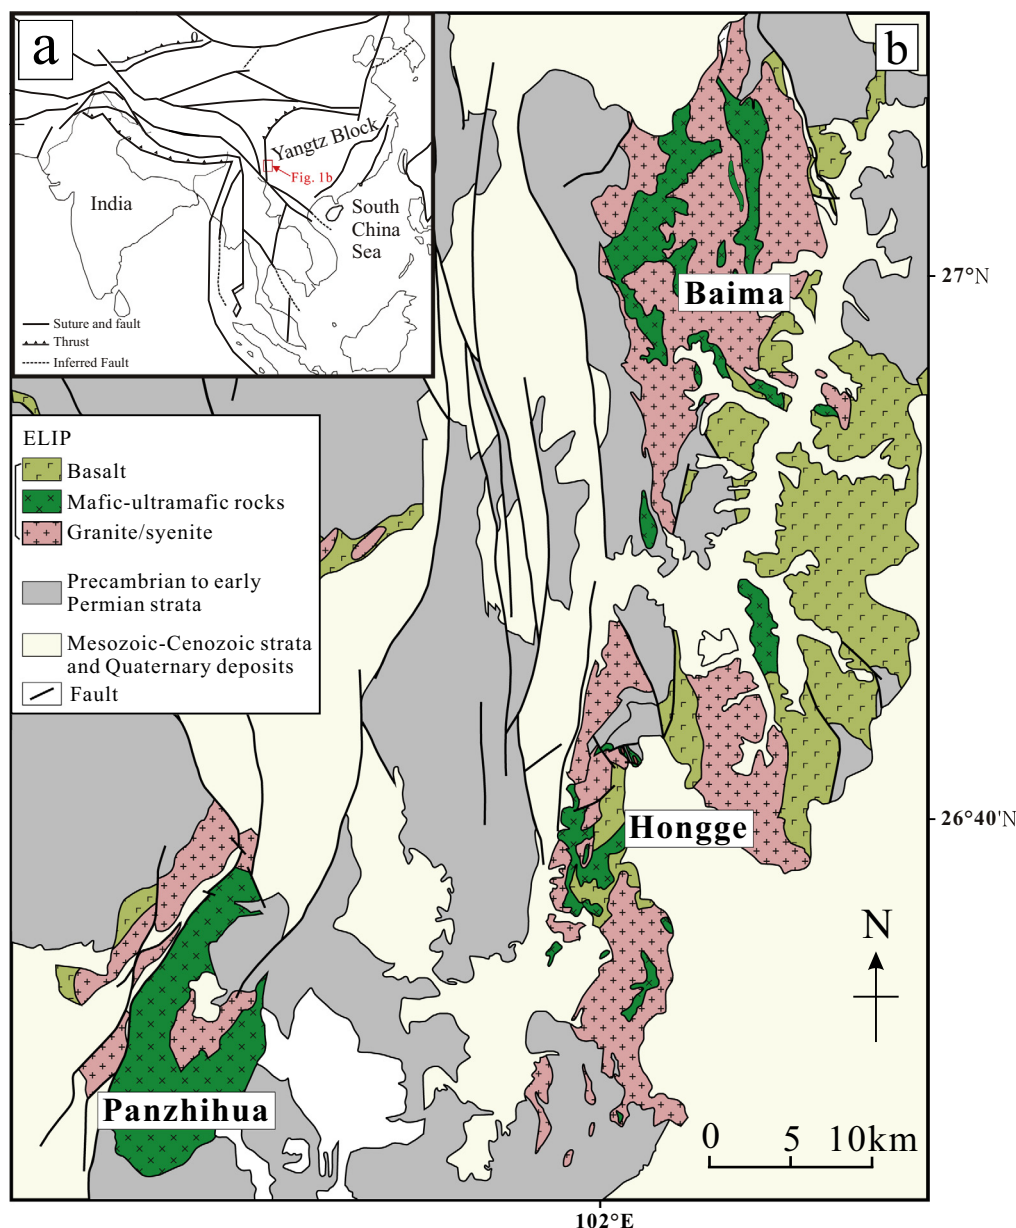 a
b
Yangtz Block
Fig. 1b
India
South
China
Sea
Suture and fault
Thrust
Inferred Fault
27°N
Baima
ELIP
Basalt
Mafic-ultramafic rocks
Granite/syenite
Precambrian to early
Permian strata
Mesozoic-Cenozoic strata
and Quaternary deposits
Fault
Hongge
26°40'N
N
Panzhihua
0 5 10km
102°E